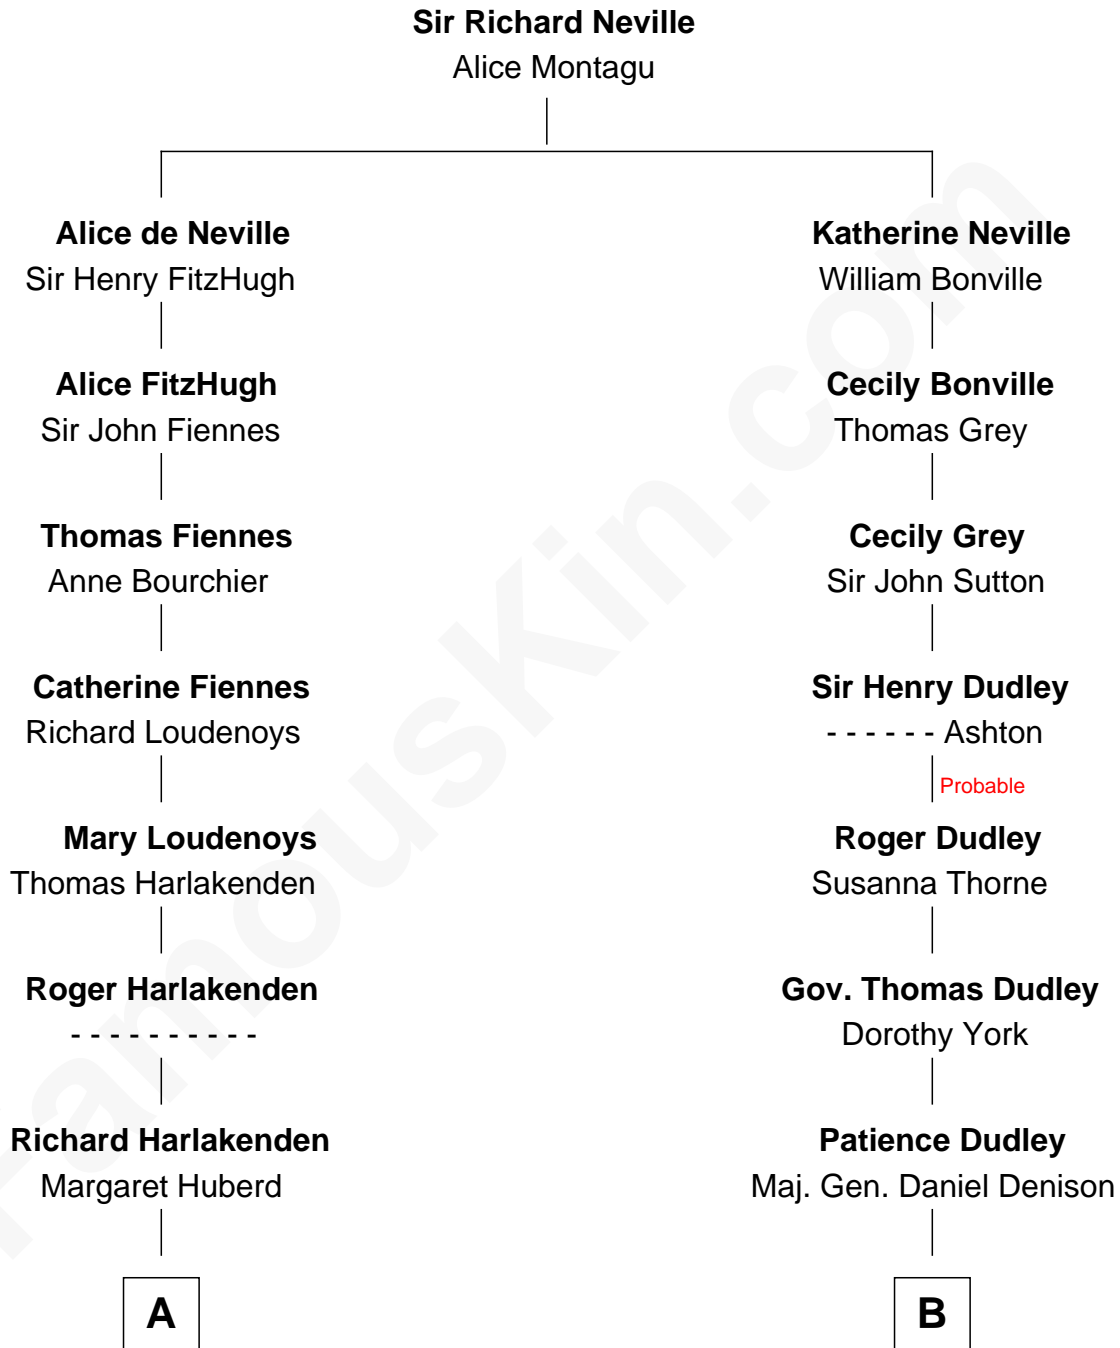 Sir Richard Neville
Alice Montagu
Alice de Neville
Sir Henry FitzHugh
Katherine Neville
William Bonville
Alice FitzHugh
Sir John Fiennes
Cecily Bonville
Thomas Grey
Thomas Fiennes
Anne Bourchier
Cecily Grey
Sir John Sutton
Catherine Fiennes
Richard Loudenoys
Sir Henry Dudley
- - - - - - Ashton
Probable
Mary Loudenoys
Thomas Harlakenden
Roger Dudley
Susanna Thorne
Roger Harlakenden
- - - - - - - - - -
Gov. Thomas Dudley
Dorothy York
Richard Harlakenden
Margaret Huberd
Patience Dudley
Maj. Gen. Daniel Denison
A
B
FamousKin.com